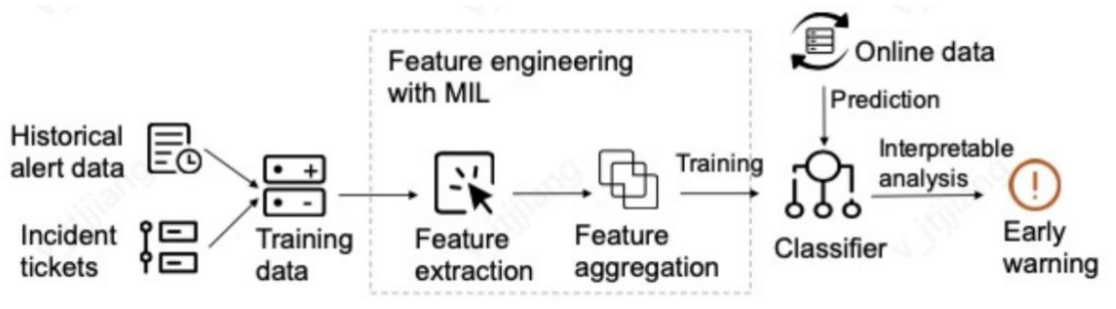 Feature engineering
with MIL
Online data
Prediction
Historical
alert data
Incident
tickets
Training
data
Feature
extraction
Feature
aggregation
Training
Classifier
Interpretable
analysis
Early
warning
v_jtjjiang